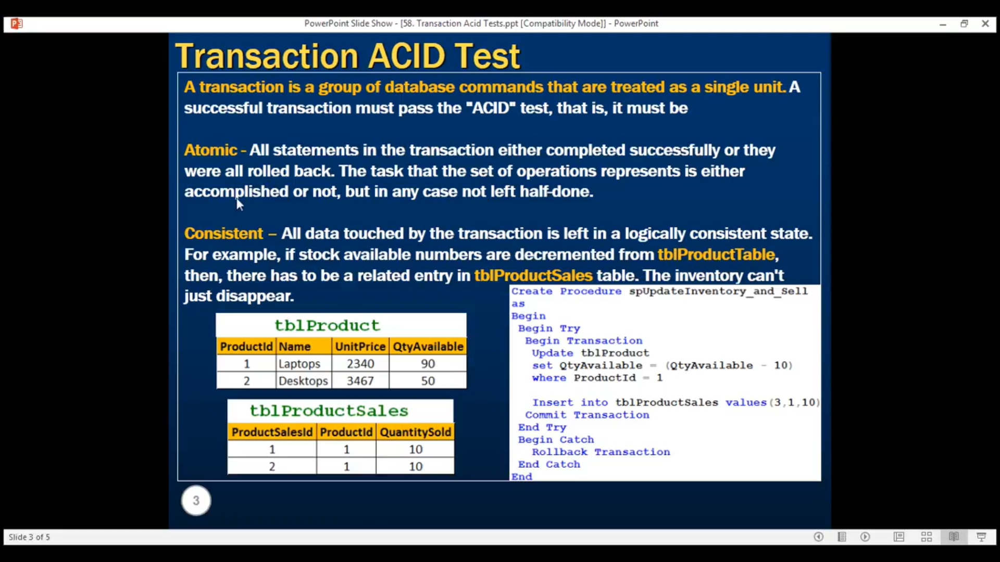 PowerPoint Slide Show - [58. Transaction Acid Tests.ppt [Compatibility Mode]] - PowerPoint
Transaction ACID Test
A transaction is a group of database commands that are treated as a single unit. A
successful transaction must pass the "ACID" test, that is, it must be
Atomic - All statements in the transaction either completed successfully or they
were all rolled back. The task that the set of operations represents is either
accomplished or not, but in any case not left half-done.
Consistent – All data touched by the transaction is left in a logically consistent state.
For example, if stock available numbers are decremented from tblProductTable,
then, there has to be a related entry in tblProductSales table. The inventory can't
just disappear.
tblProduct
ProductId Name UnitPrice QtyAvailable
1 Laptops 2340 90
2 Desktops 3467 50
tblProductSales
ProductSalesId ProductId QuantitySold
1 1 10
2 1 10
Create Procedure spUpdateInventory_and_Sell
as
Begin
Begin Try
Begin Transaction
Update tblProduct
set QtyAvailable = (QtyAvailable - 10)
where ProductId = 1
Insert into tblProductSales values(3,1,10)
Commit Transaction
End Try
Begin Catch
Rollback Transaction
End Catch
End
3
Slide 3 of 5